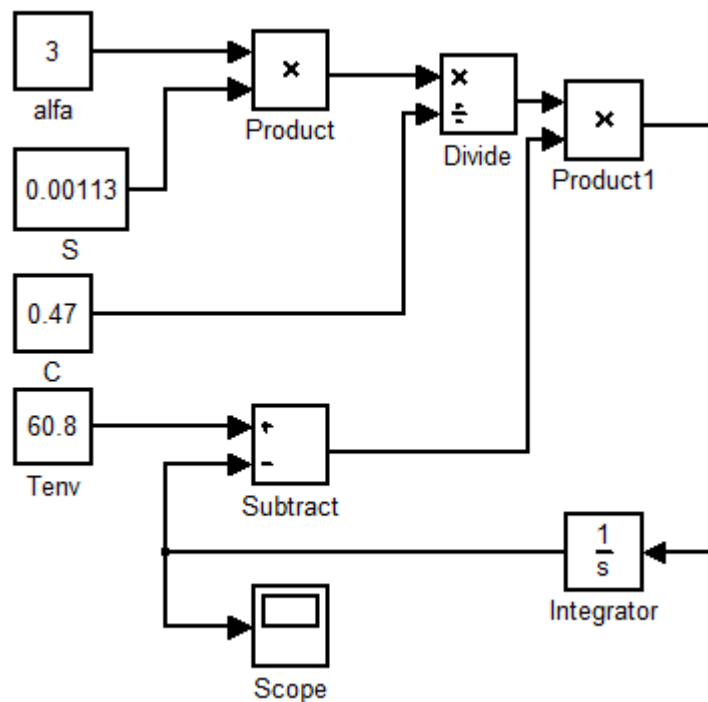 3
alfa
×
Product
×
÷
Divide
×
Product1
0.00113
S
0.47
C
60.8
Tenv
+
−
Subtract
1
s
Integrator
Scope